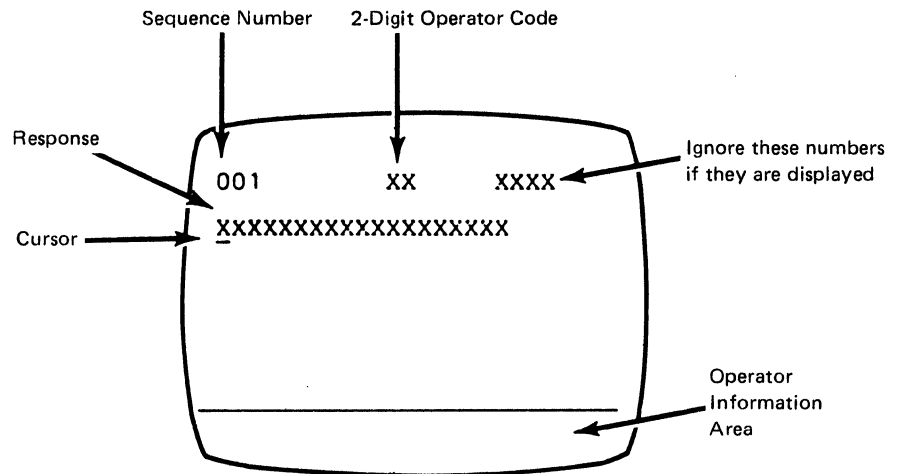 Sequence Number
2-Digit Operator Code
Response
Ignore these numbers
if they are displayed
001 XX XXXX
XXXXXXXXXXXXXXXXXXX
Cursor
Operator
Information
Area